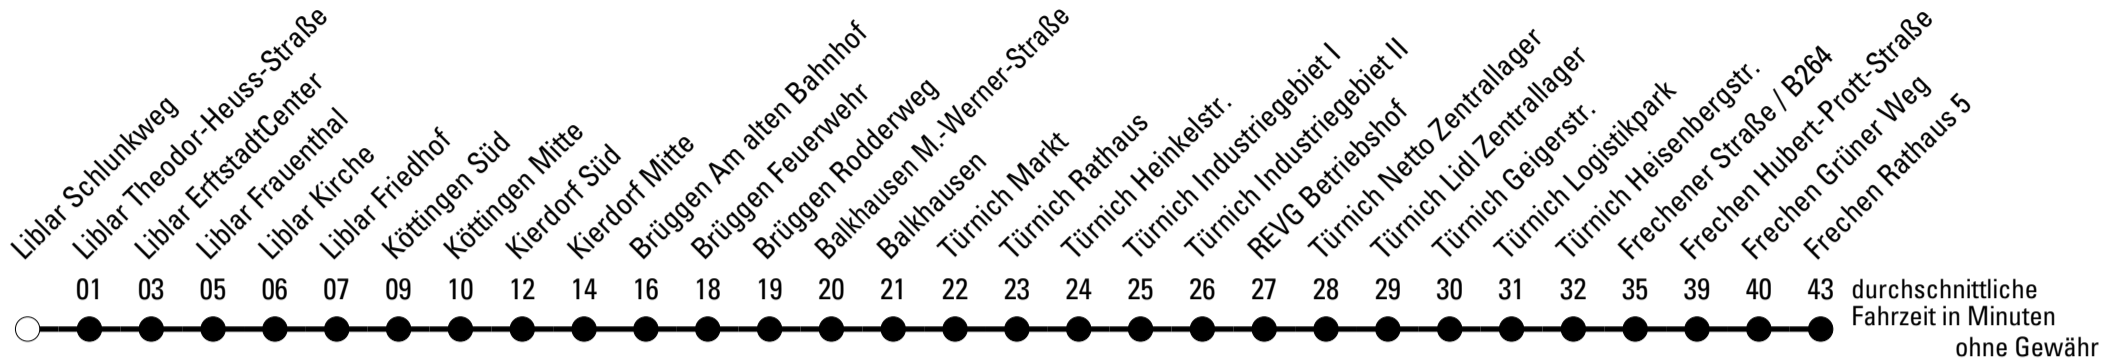 Liblar Schlunkweg
Liblar Theodor-Heuss-Straße
Liblar ErftstadtCenter
Liblar Frauenthal
Liblar Kirche
Liblar Friedhof
Köttingen Süd
Köttingen Mitte
Kierdorf Süd
Kierdorf Mitte
Brüggen Am alten Bahnhof
Brüggen Feuerwehr
Brüggen Rodderweg
Balkhausen M.-Werner-Straße
Balkhausen
Türnich Markt
Türnich Rathaus
Türnich Heinkelstr.
Türnich Industriegebiet I
Türnich Industriegebiet II
REVG Betriebshof
Türnich Netto Zentrallager
Türnich Lidl Zentrallager
Türnich Geigerstr.
Türnich Logistikpark
Türnich Heisenbergstr.
Frechener Straße / B264
Frechen Hubert-Prott-Straße
Frechen Grüner Weg
Frechen Rathaus 5
01 03 05 06 07 09 10 12 14 16 18 19 20 21 22 23 24 25 26 27 28 29 30 31 32 35 39 40 43 durchschnittliche
Fahrzeit in Minuten
ohne Gewähr